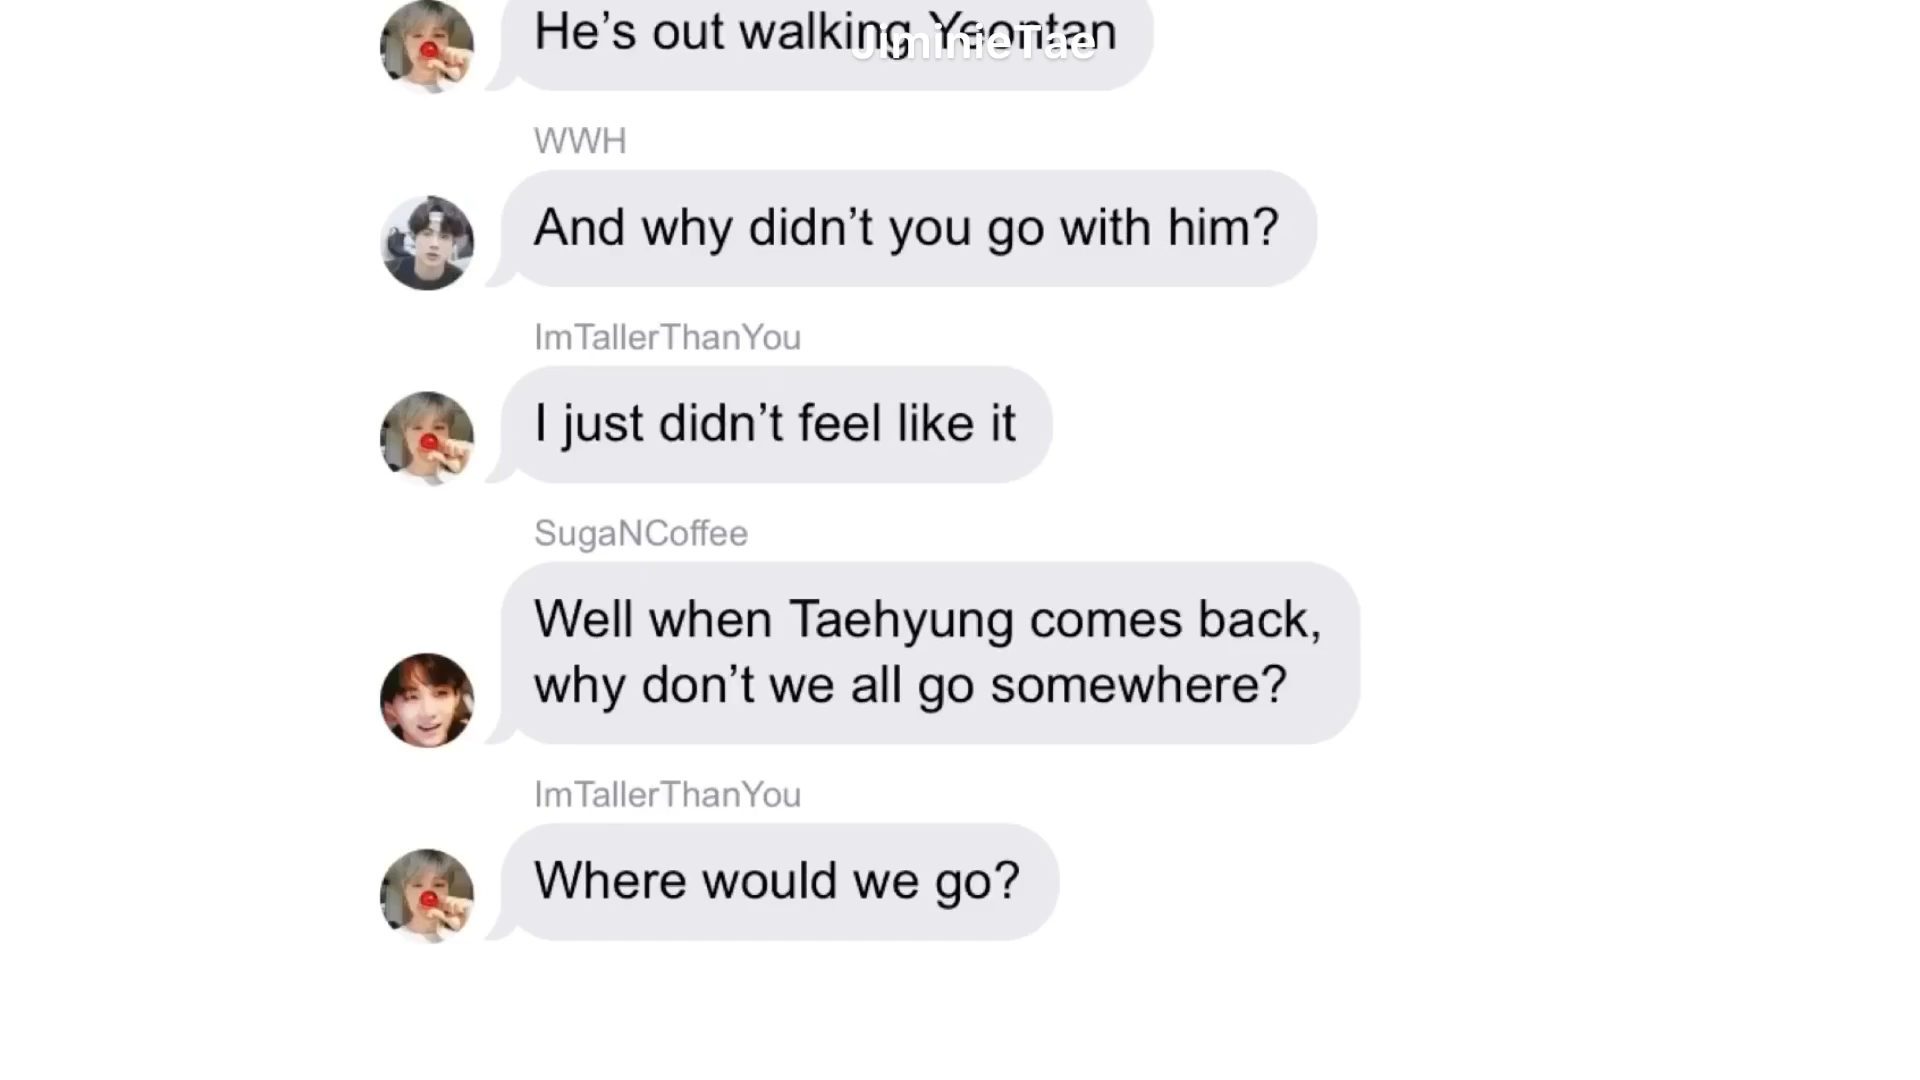 He’s out walking Yeontan
JiminieTae
WWH
And why didn’t you go with him?
ImTallerThanYou
I just didn’t feel like it
SugaNCoffee
Well when Taehyung comes back,
why don’t we all go somewhere?
ImTallerThanYou
Where would we go?